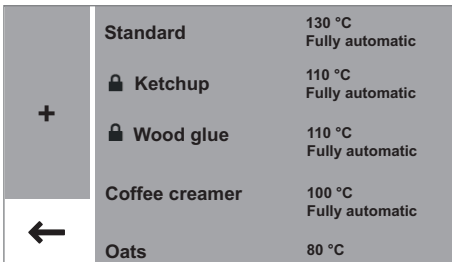 Standard 130 °C
Fully automatic
Ketchup 110 °C
Fully automatic
+
Wood glue 110 °C
Fully automatic
Coffee creamer 100 °C
Fully automatic
Oats 80 °C